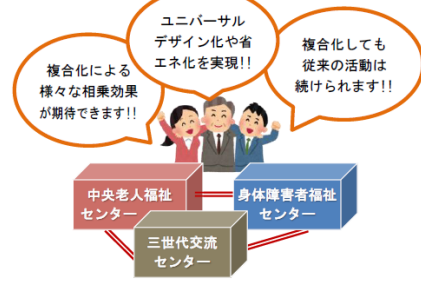 複合化による
様々な相乗効果
が期待できます!!
ユニバーサル
デザイン化や省
エネ化を実現!!
複合化しても
従来の活動は
続けられます!!
中央老人福祉
センター
身体障害者福祉
センター
三世代交流
センター